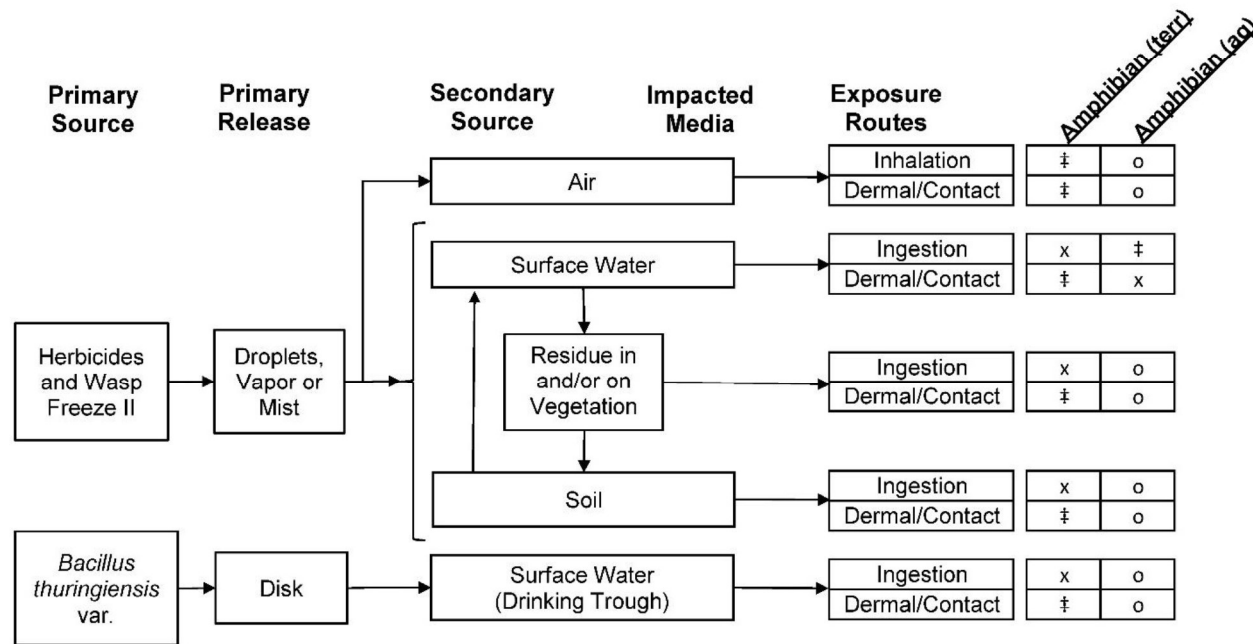 Amphibian (terr)
Amphibian (aq)
Primary Source
Primary Release
Secondary Source
Impacted Media
Exposure Routes
Air
Inhalation ‡ o
Dermal/Contact ‡ o
Surface Water
Ingestion x ‡
Dermal/Contact ‡ x
Herbicides
and Wasp
Freeze II
Droplets,
Vapor or
Mist
Residue in
and/or on
Vegetation
Ingestion x o
Dermal/Contact ‡ o
Soil
Ingestion x o
Dermal/Contact ‡ o
Bacillus
thuringiensis
var.
Disk
Surface Water
(Drinking Trough)
Ingestion x o
Dermal/Contact ‡ o